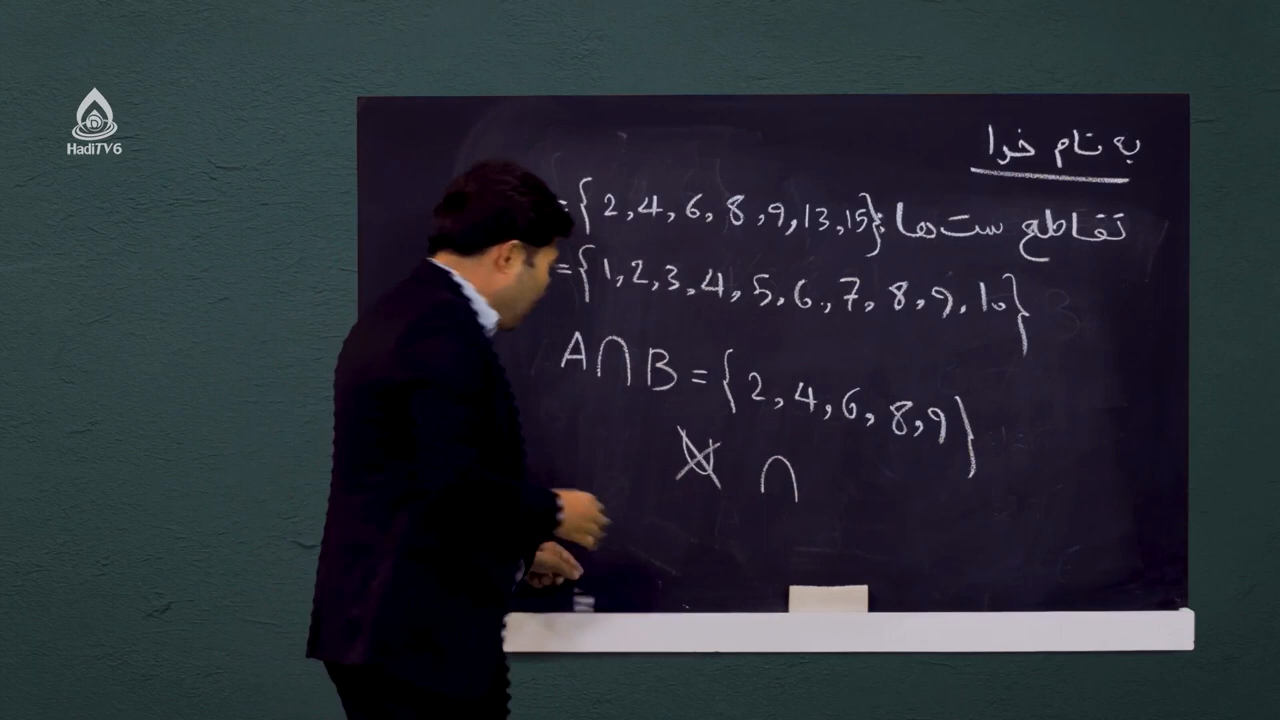 HadiTV6
به نام خدا
تقاطع ست‌ها:
={2,4,6,8,9,13,15}
={1,2,3,4,5,6,7,8,9,10}
A∩B={2,4,6,8,9}
U ∩